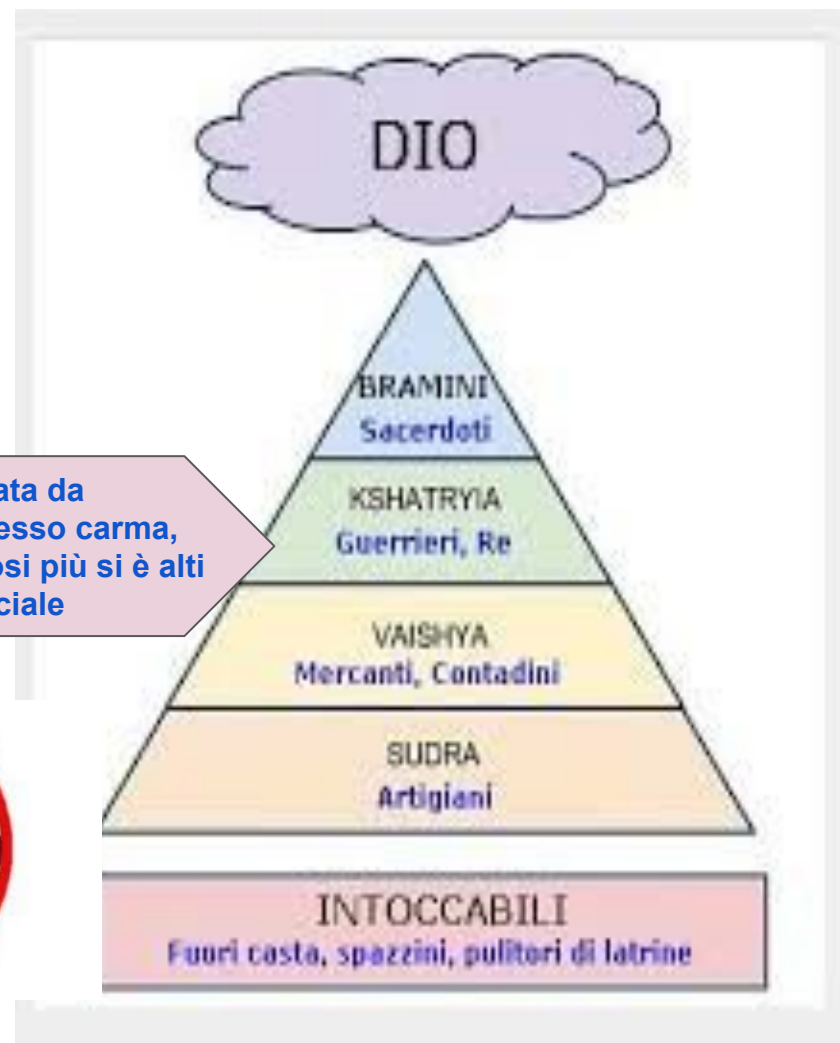 DIO
BRAMINI
Sacerdoti
ata da
esso carma,
osi più si è alti
ciale
KSHATRYIA
Guerrieri, Re
VAISHYA
Mercanti, Contadini
SUDRA
Artigiani
INTOCCABILI
Fuori casta, spazzini, pulitori di latrine